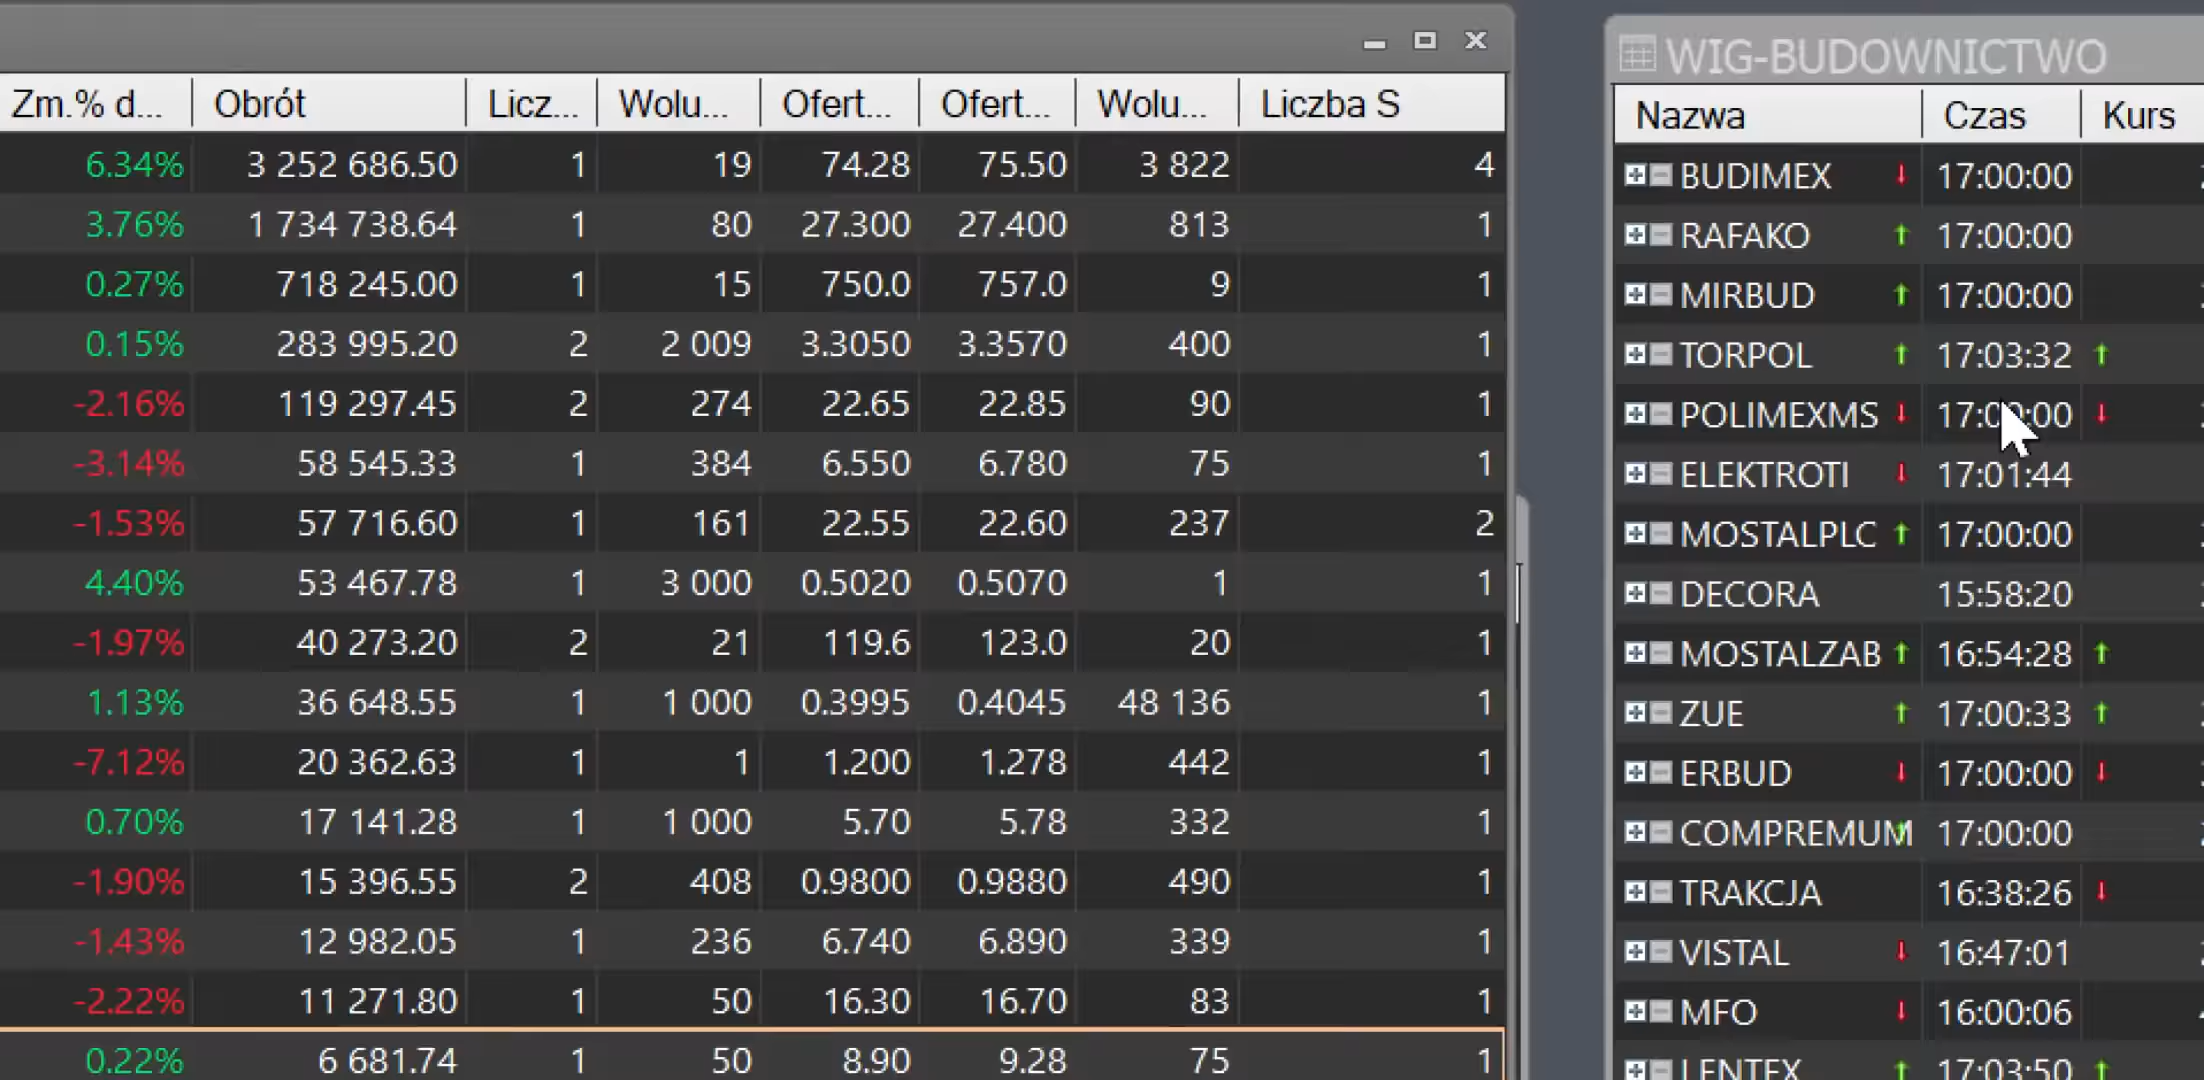 Zm.% d... Obrót Licz... Wolu... Ofert... Ofert... Wolu... Liczba S
6.34% 3 252 686.50 1 19 74.28 75.50 3 822 4
3.76% 1 734 738.64 1 80 27.300 27.400 813 1
0.27% 718 245.00 1 15 750.0 757.0 9 1
0.15% 283 995.20 2 2 009 3.3050 3.3570 400 1
-2.16% 119 297.45 2 274 22.65 22.85 90 1
-3.14% 58 545.33 1 384 6.550 6.780 75 1
-1.53% 57 716.60 1 161 22.55 22.60 237 2
4.40% 53 467.78 1 3 000 0.5020 0.5070 1 1
-1.97% 40 273.20 2 21 119.6 123.0 20 1
1.13% 36 648.55 1 1 000 0.3995 0.4045 48 136 1
-7.12% 20 362.63 1 1 1.200 1.278 442 1
0.70% 17 141.28 1 1 000 5.70 5.78 332 1
-1.90% 15 396.55 2 408 0.9800 0.9880 490 1
-1.43% 12 982.05 1 236 6.740 6.890 339 1
-2.22% 11 271.80 1 50 16.30 16.70 83 1
0.22% 6 681.74 1 50 8.90 9.28 75 1
WIG-BUDOWNICTWO
Nazwa Czas Kurs
BUDIMEX 17:00:00
RAFAKO 17:00:00
MIRBUD 17:00:00
TORPOL 17:03:32
POLIMEXMS
ELEKTROTI 17:01:44
MOSTALPLC 17:00:00
DECORA 15:58:20
MOSTALZAB 16:54:28
ZUE 17:00:33
ERBUD 17:00:00
COMPREMUM 17:00:00
TRAKCJA 16:38:26
VISTAL 16:47:01
MFO 16:00:06
LENTEX 17:03:50